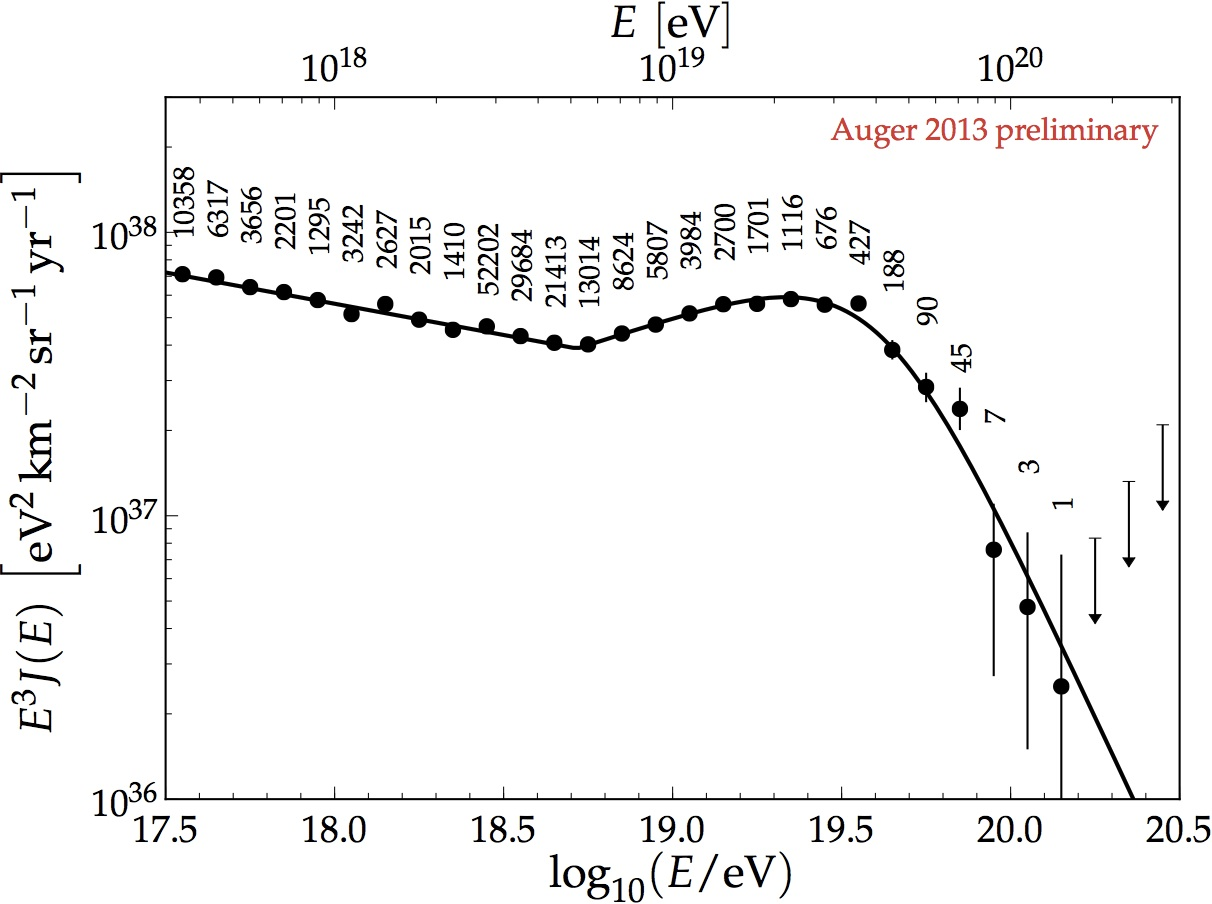 E [eV]
10^18 10^19 10^20
Auger 2013 preliminary
10358 6317 3656 2201 1295 3242 2627 2015 1410 52202 29684 21413 13014 8624 5807 3984 2700 1701 1116 676 427 188 90 45 7 3 1
E^3 J(E) [eV^2 km^−2 sr^−1 yr^−1]
10^38
10^37
10^36
17.5 18.0 18.5 19.0 19.5 20.0 20.5
log_10(E/eV)